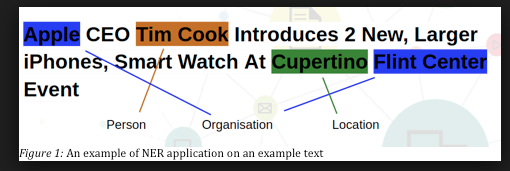 Apple CEO Tim Cook Introduces 2 New, Larger
iPhones, Smart Watch At Cupertino Flint Center
Event
Person Organisation Location
Figure 1: An example of NER application on an example text